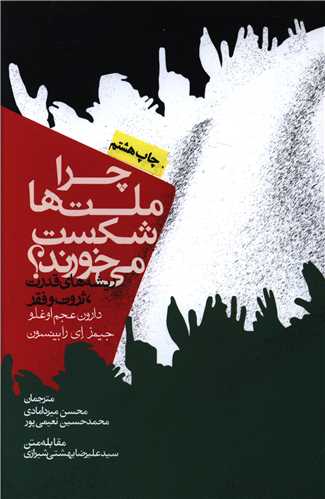 چاپ هشتم
چرا
ملت‌ها
شکست
می‌خورند؟
ریشه‌های قدرت
، ثروت و فقر
دارون عجم‌اوغلو
جیمز ای رابینسون
مترجمان
محسن میردامادی
محمدحسین نعیمی‌پور
مقابله متن
سیدعلیرضا بهشتی شیرازی